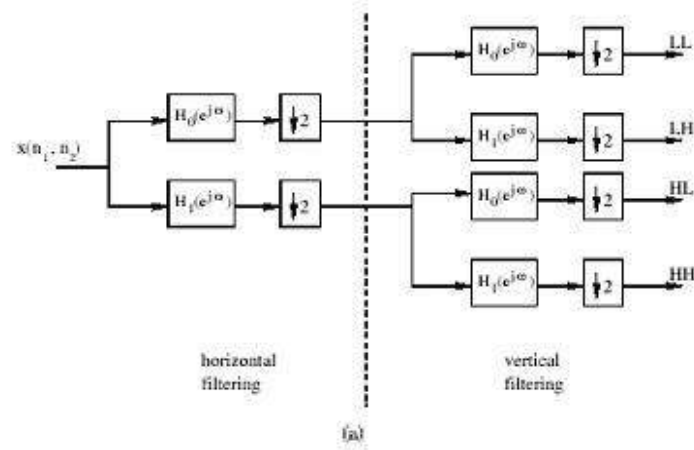 H₀(e^jω) ↓2 LL
H₀(e^jω) ↓2
H₁(e^jω) ↓2 LH
x(n₁, n₂)
H₀(e^jω) ↓2 HL
H₁(e^jω) ↓2
H₁(e^jω) ↓2 HH
horizontal
filtering
vertical
filtering
(a)